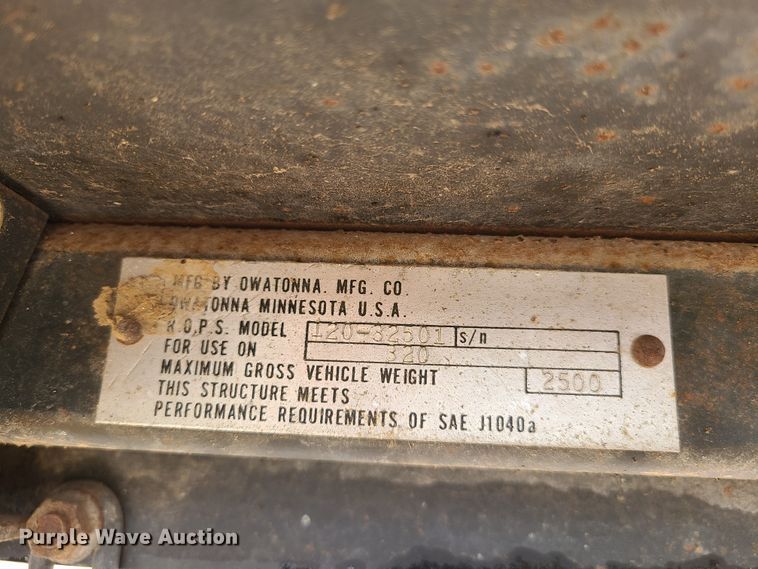 MFG BY OWATONNA. MFG. CO
OWATONNA MINNESOTA U.S.A.
R.O.P.S. MODEL 120-32501 s/n
FOR USE ON 320
MAXIMUM GROSS VEHICLE WEIGHT 2500
THIS STRUCTURE MEETS
PERFORMANCE REQUIREMENTS OF SAE J1040a
Purple Wave Auction